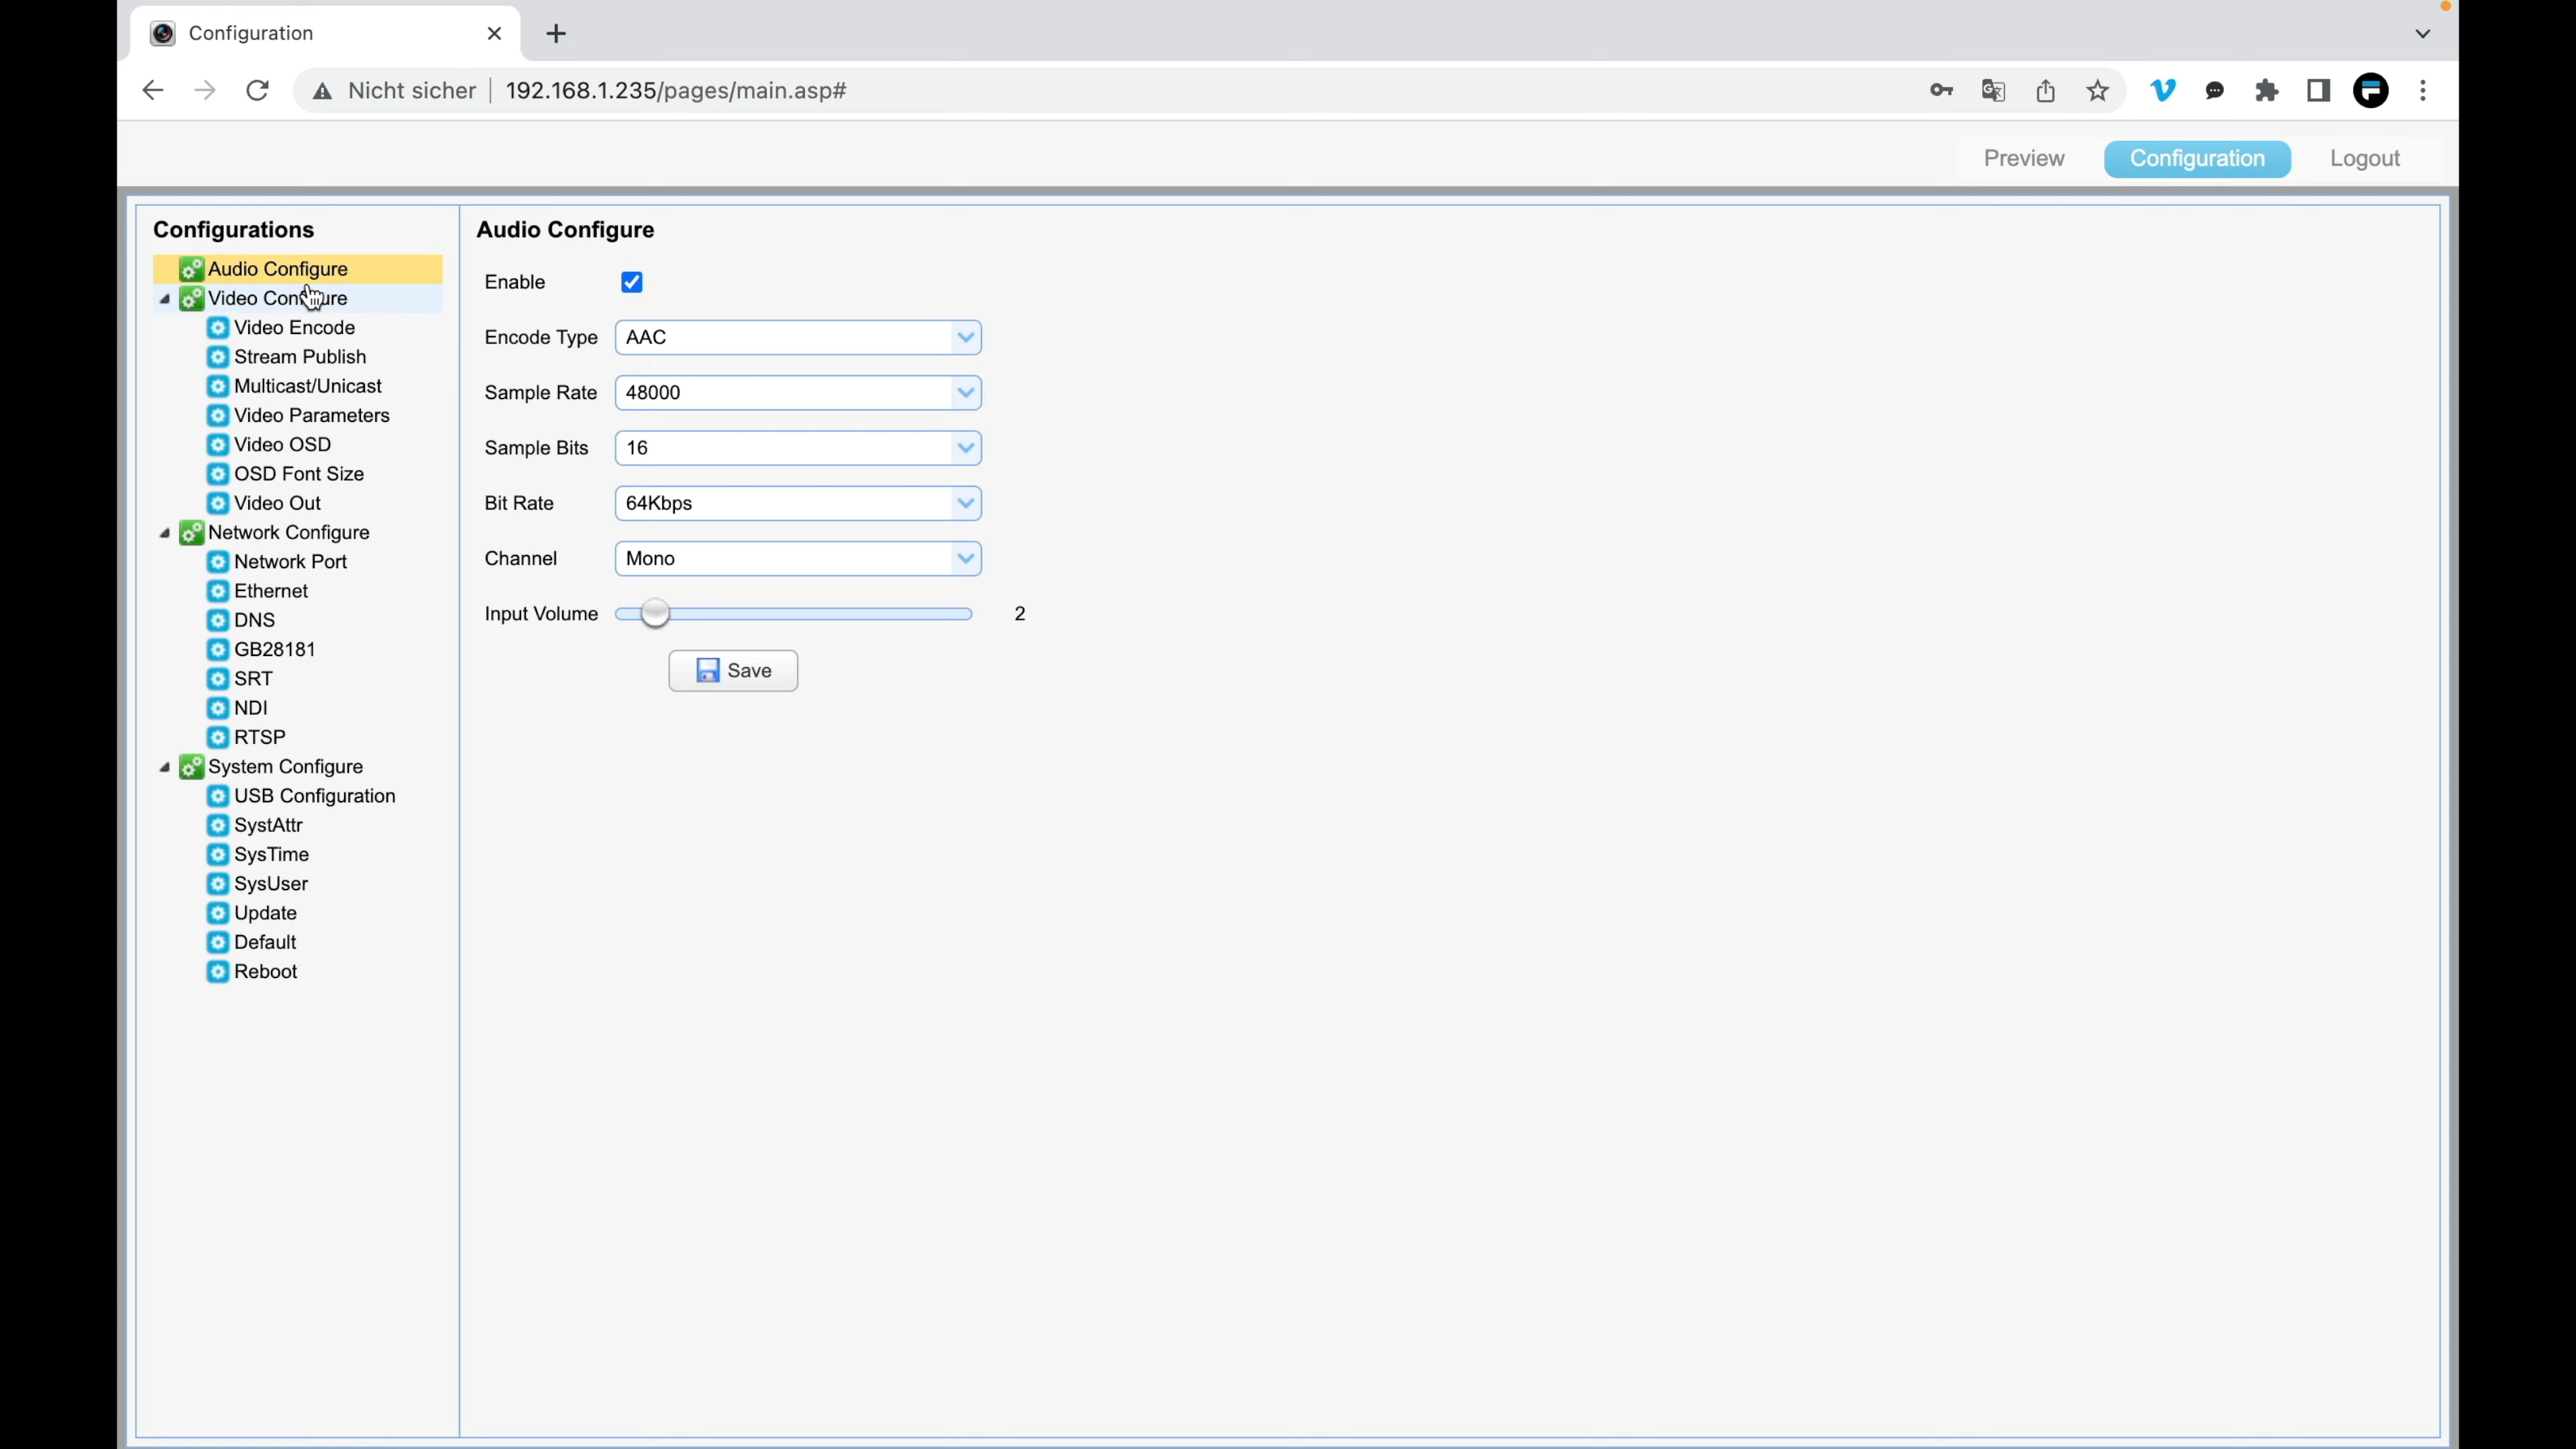 Configuration
Nicht sicher 192.168.1.235/pages/main.asp#
Preview Configuration Logout
Configurations
Audio Configure
Video Configure
Video Encode
Stream Publish
Multicast/Unicast
Video Parameters
Video OSD
OSD Font Size
Video Out
Network Configure
Network Port
Ethernet
DNS
GB28181
SRT
NDI
RTSP
System Configure
USB Configuration
SystAttr
SysTime
SysUser
Update
Default
Reboot
Audio Configure
Enable
Encode Type AAC
Sample Rate 48000
Sample Bits 16
Bit Rate 64Kbps
Channel Mono
Input Volume 2
Save